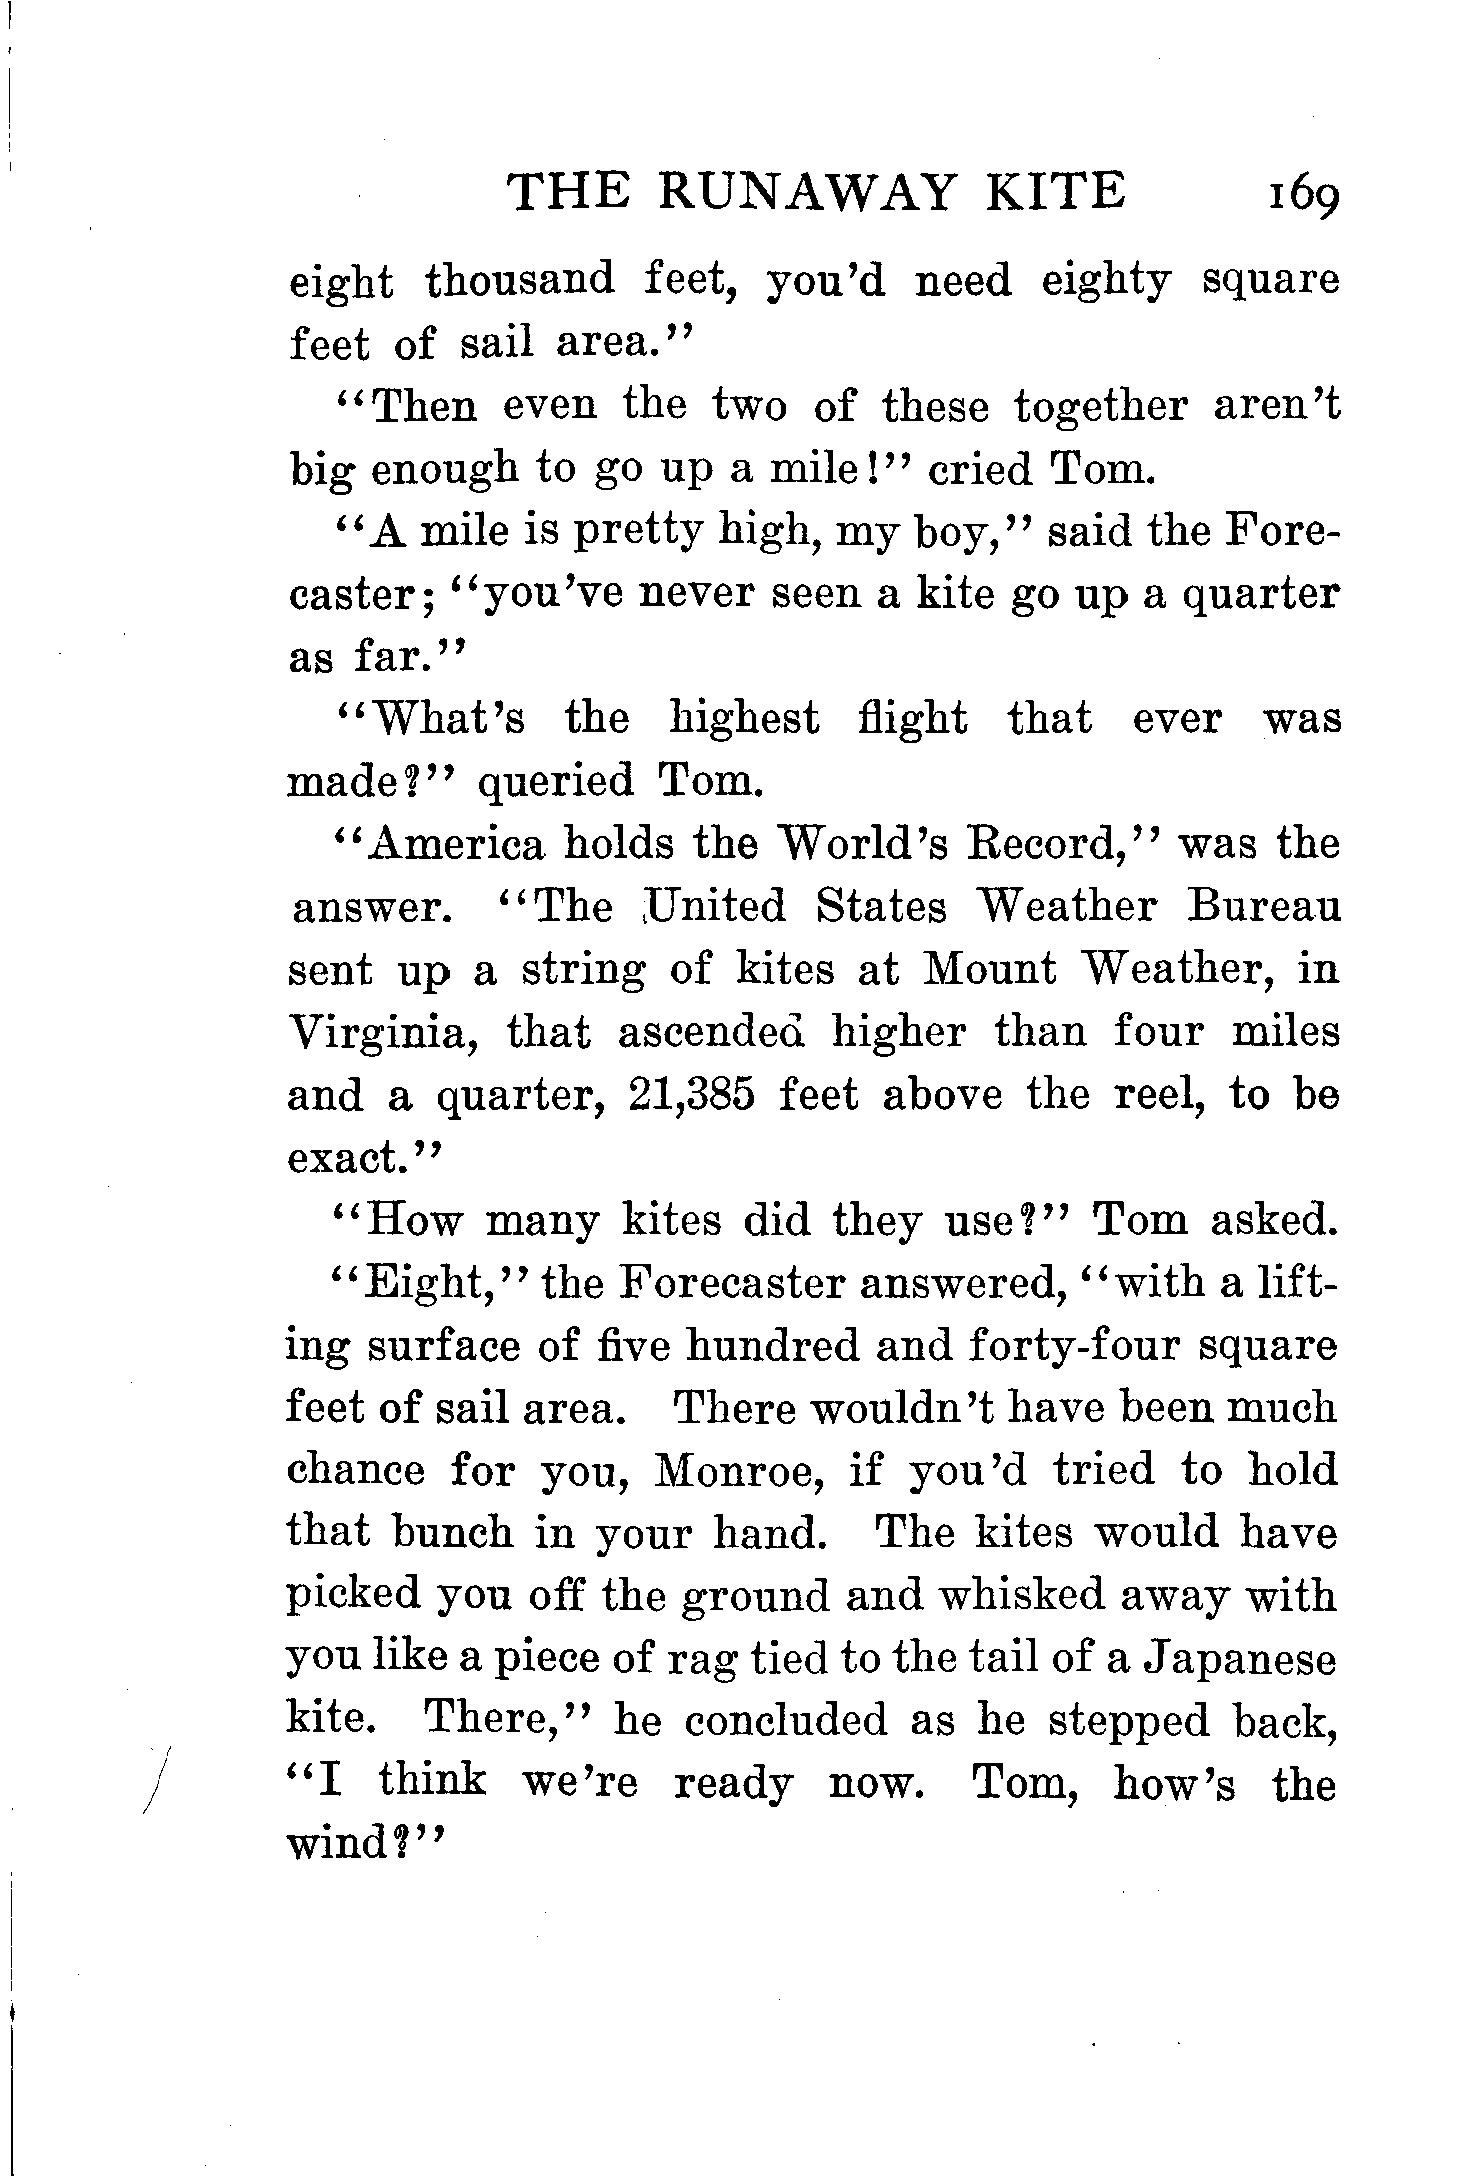 THE RUNAWAY KITE 169
eight thousand feet, you'd need eighty square
feet of sail area."
"Then even the two of these together aren't
big enough to go up a mile!" cried Tom.
"A mile is pretty high, my boy," said the Fore-
caster; "you've never seen a kite go up a quarter
as far."
"What's the highest flight that ever was
made?" queried Tom.
"America holds the World's Record," was the
answer. "The United States Weather Bureau
sent up a string of kites at Mount Weather, in
Virginia, that ascended higher than four miles
and a quarter, 21,385 feet above the reel, to be
exact."
"How many kites did they use?" Tom asked.
"Eight," the Forecaster answered, "with a lift-
ing surface of five hundred and forty-four square
feet of sail area. There wouldn't have been much
chance for you, Monroe, if you'd tried to hold
that bunch in your hand. The kites would have
picked you off the ground and whisked away with
you like a piece of rag tied to the tail of a Japanese
kite. There," he concluded as he stepped back,
"I think we're ready now. Tom, how's the
wind?"